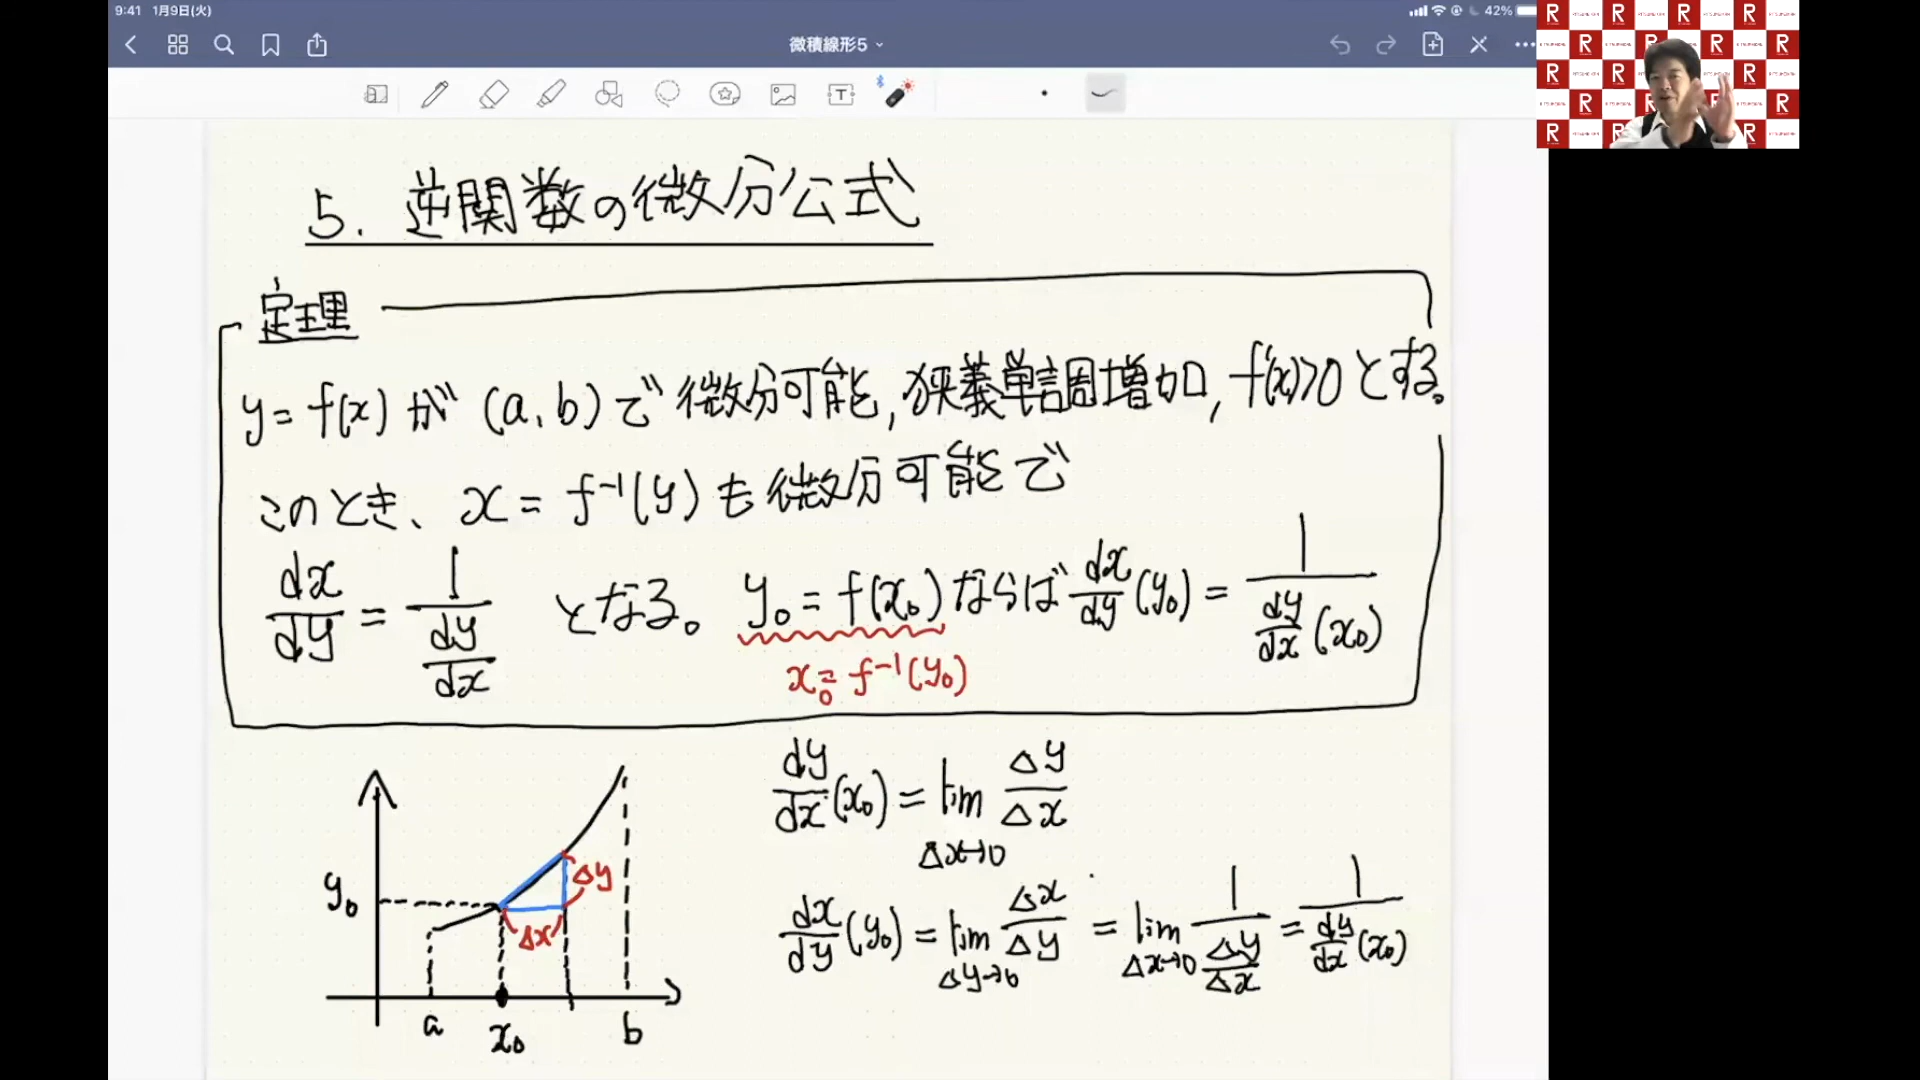 9:41 1月9日(火)
42%
微積線形5
5. 逆関数の微分公式
定理
y = f(x) が (a, b) で 微分可能, 狭義単調増加, f'(x)>0 とする。
このとき、 x = f⁻¹(y) も 微分可能で
dx/dy = 1/(dy/dx) となる。 y₀ = f(x₀) ならば dx/dy (y₀) = 1/(dy/dx (x₀))
x₀ = f⁻¹(y₀)
dy/dx (x₀) = lim Δx→0 Δy/Δx
dx/dy (y₀) = lim Δy→0 Δx/Δy = lim Δx→0 1/(Δy/Δx) = 1/(dy/dx (x₀))
y₀
Δy
Δx
a x₀ b